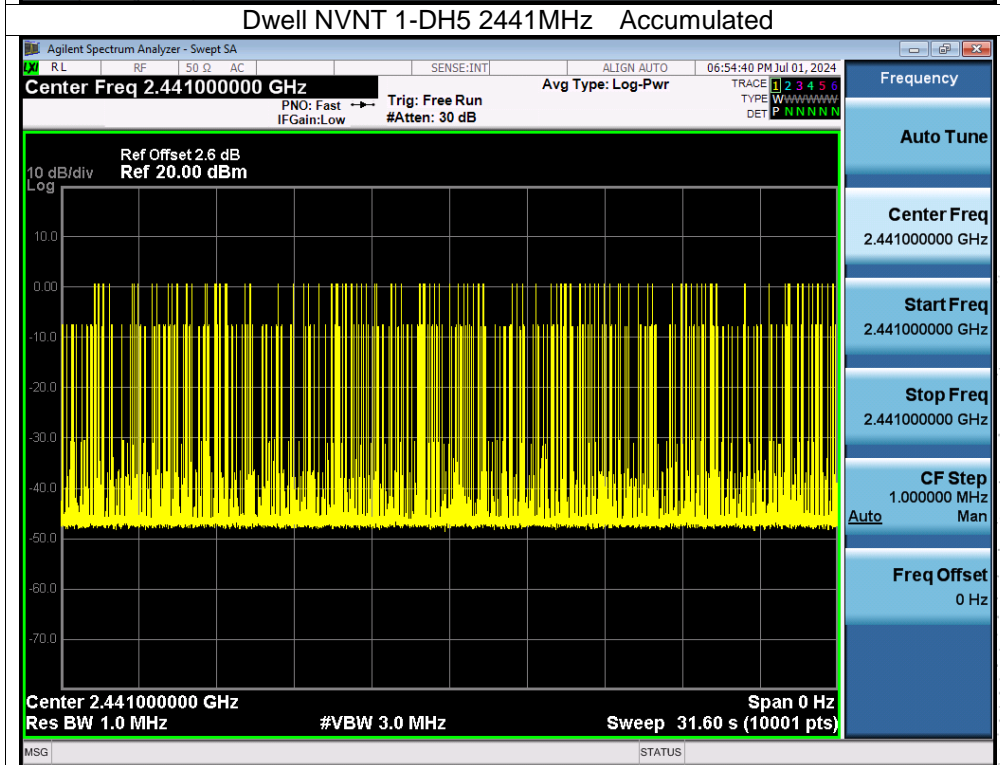 Dwell NVNT 1-DH5 2441MHz Accumulated
Agilent Spectrum Analyzer - Swept SA
LXI RL RF 50 Ω AC SENSE:INT ALIGN AUTO 06:54:40 PM Jul 01, 2024
Center Freq 2.441000000 GHz
PNO: Fast
IFGain:Low
Trig: Free Run
#Atten: 30 dB
Avg Type: Log-Pwr
TRACE 1 2 3 4 5 6
TYPE WWWWWW
DET P N N N N N
Ref Offset 2.6 dB
10 dB/div Ref 20.00 dBm
Log
10.0
0.00
-10.0
-20.0
-30.0
-40.0
-50.0
-60.0
-70.0
Center 2.441000000 GHz Span 0 Hz
Res BW 1.0 MHz #VBW 3.0 MHz Sweep 31.60 s (10001 pts)
MSG STATUS
Frequency
Auto Tune
Center Freq
2.441000000 GHz
Start Freq
2.441000000 GHz
Stop Freq
2.441000000 GHz
CF Step
1.000000 MHz
Auto Man
Freq Offset
0 Hz